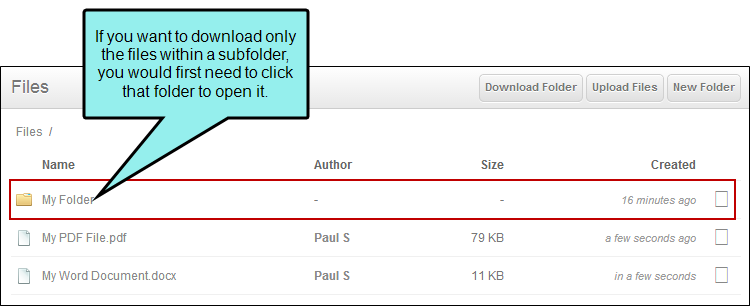 If you want to download only
the files within a subfolder,
you would first need to click
that folder to open it.
Files
Download Folder
Upload Files
New Folder
Files /
Name Author Size Created
My Folder - - 16 minutes ago
My PDF File.pdf Paul S 79 KB a few seconds ago
My Word Document.docx Paul S 11 KB in a few seconds